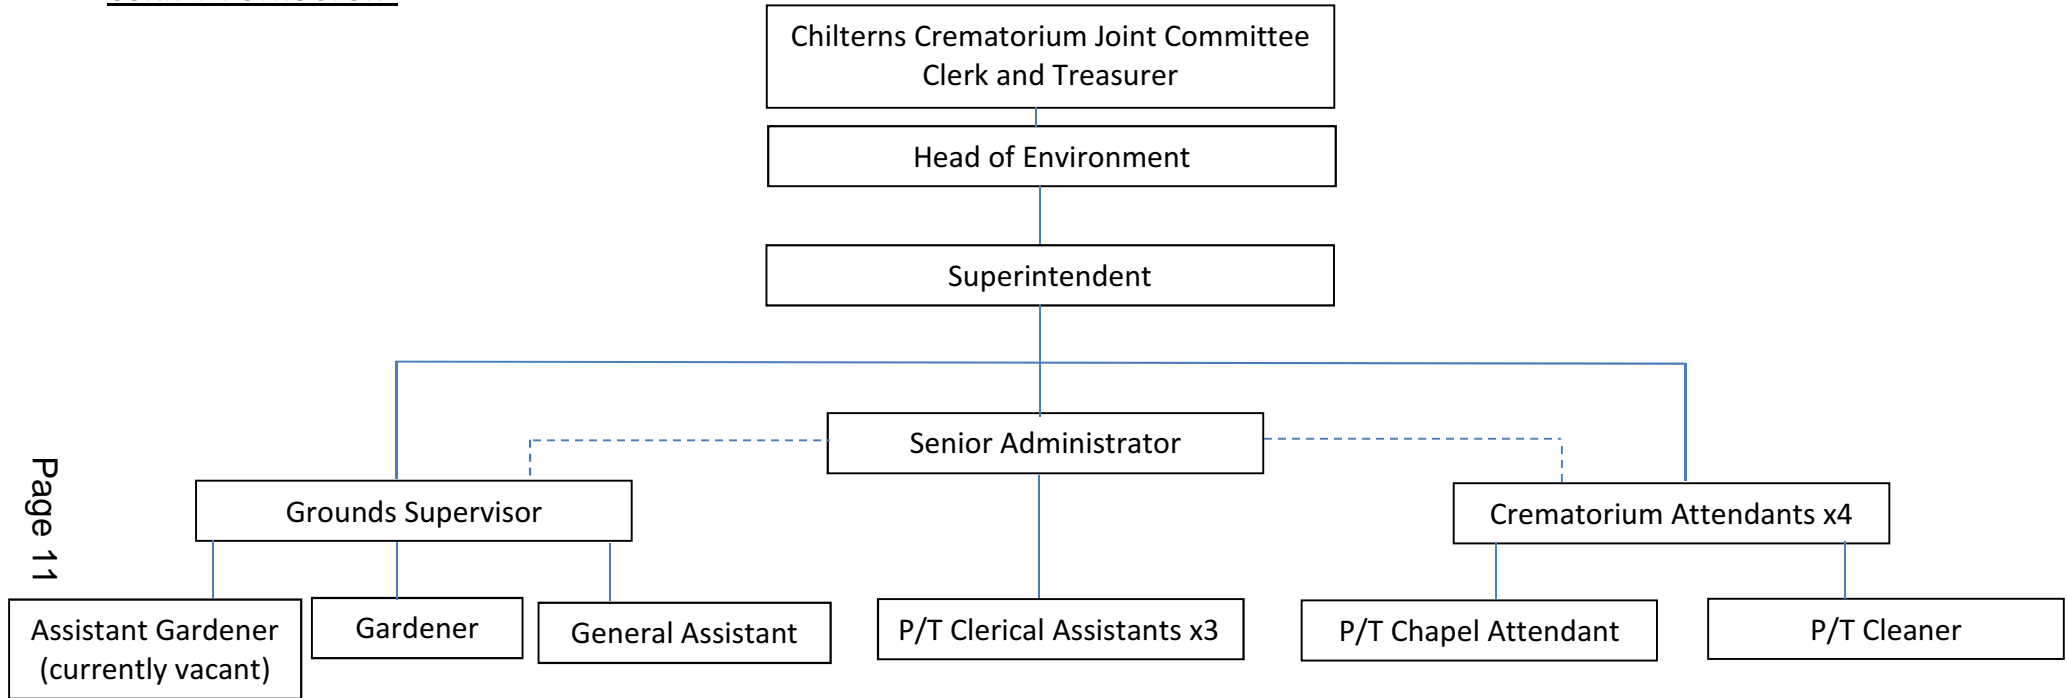 Chilterns Crematorium Joint Committee
Clerk and Treasurer
Head of Environment
Superintendent
Senior Administrator
Grounds Supervisor
Crematorium Attendants x4
Assistant Gardener
(currently vacant)
Gardener
General Assistant
P/T Clerical Assistants x3
P/T Chapel Attendant
P/T Cleaner
Page 11